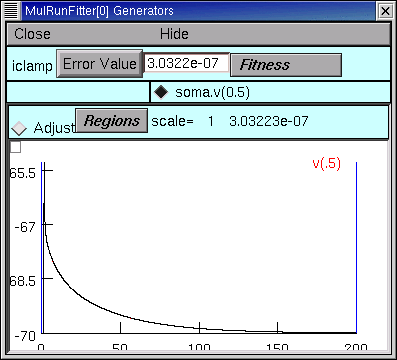 MulRunFitter[0] Generators
Close Hide
iclamp Error Value 3.0322e-07 Fitness
soma.v(0.5)
Adjust Regions scale= 1 3.03223e-07
v(.5)
65.5
-67
68.5
-70
0 50 100 150 200